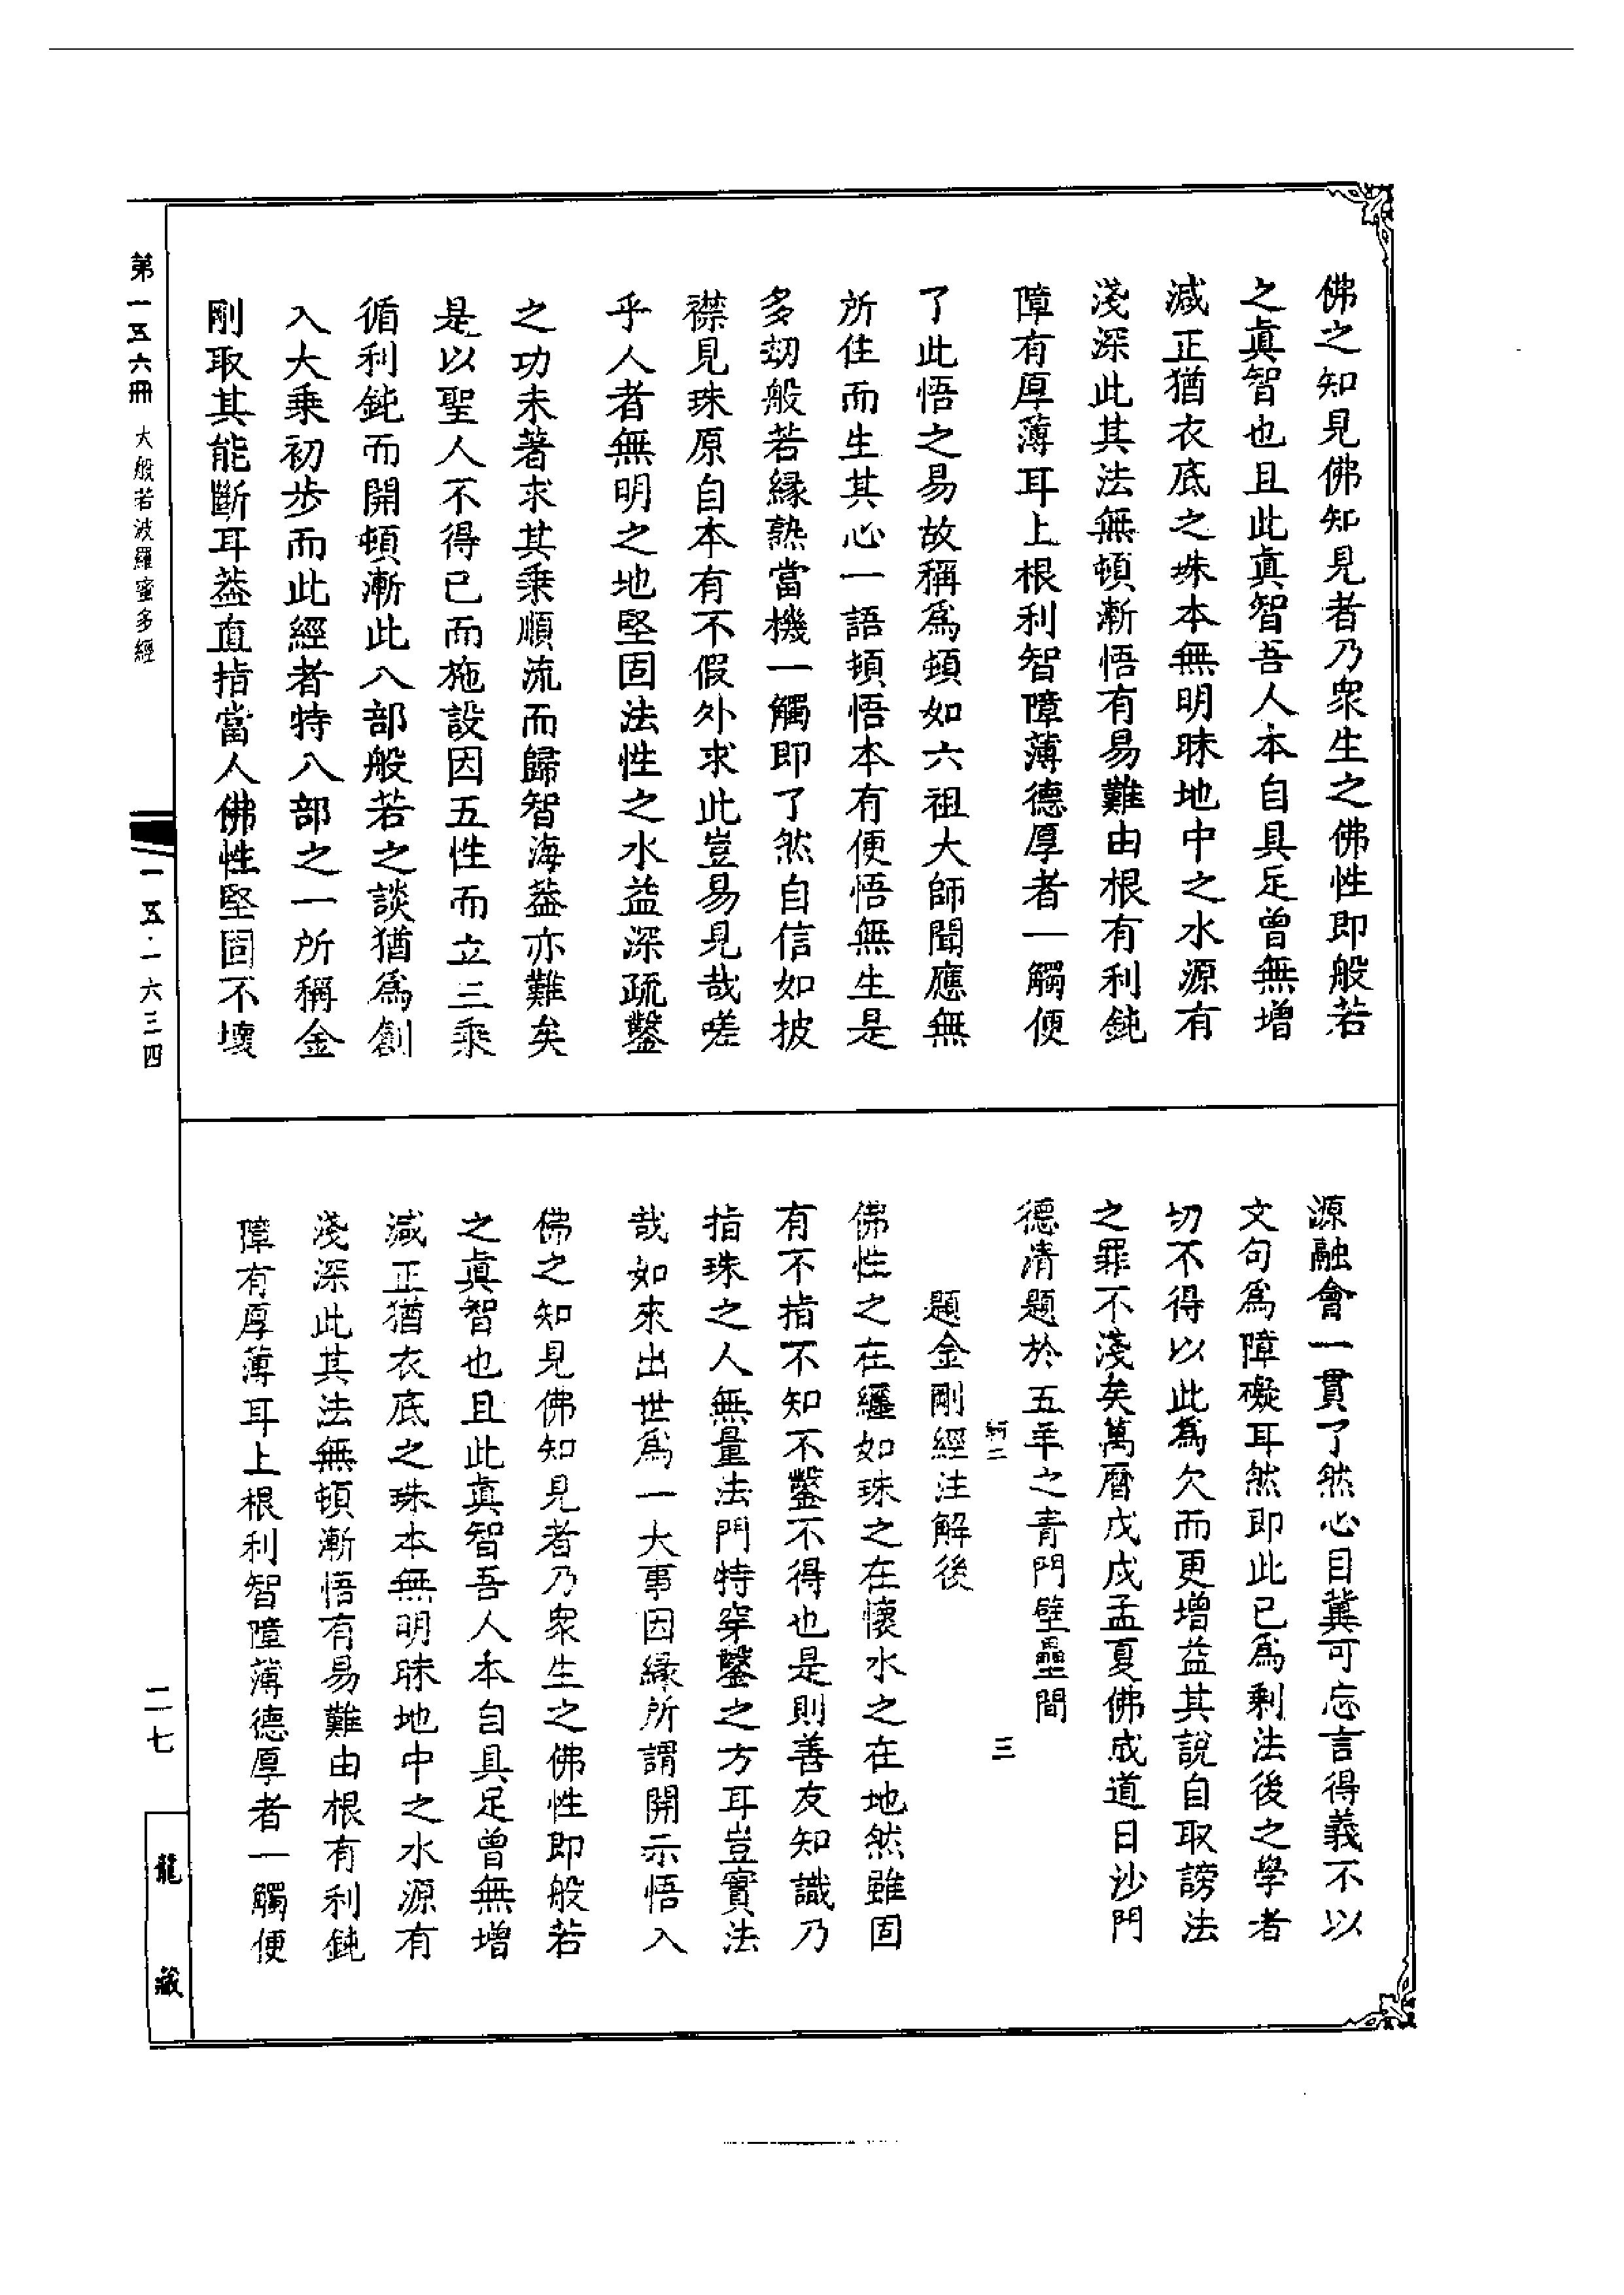 佛之知見佛知見者乃衆生之佛性即般若
之眞智也且此眞智吾人本自具足曾無增
減正猶衣底之珠本無明昧地中之水源有
淺深此其法無頓漸悟有易難由根有利鈍
障有厚薄耳上根利智障薄德厚者一觸便
了此悟之易故稱爲頓如六祖大師聞應無
所住而生其心一語頓悟本有便悟無生是
多劫般若緣熟當機一觸即了然自信如披
襟見珠原自本有不假外求此豈易見哉嗟
乎人者無明之地堅固法性之水益深疏鑿
之功未著求其乘順流而歸智海葢亦難矣
是以聖人不得已而施設因五性而立三乘
循利鈍而開頓漸此八部般若之談猶爲創
入大乘初步而此經者特八部之一所稱金
剛取其能斷耳葢直指當人佛性堅固不壞
源融會一貫了然心目冀可忘言得義不以
文句爲障礙耳然即此已爲剩法後之學者
切不得以此爲欠而更增益其說自取謗法
之罪不淺矣萬曆戊戌孟夏佛成道日沙門
德清題於五羊之青門壁壘間
三
題金剛經注解後
佛性之在纏如珠之在懷水之在地然雖固
有不指不知不鑿不得也是則善友知識乃
指珠之人無量法門特穿鑿之方耳豈實法
哉如來出世爲一大事因緣所謂開示悟入
佛之知見佛知見者乃衆生之佛性即般若
之眞智也且此眞智吾人本自具足曾無增
減正猶衣底之珠本無明昧地中之水源有
淺深此其法無頓漸悟有易難由根有利鈍
障有厚薄耳上根利智障薄德厚者一觸便
第一五六冊 大般若波羅蜜多經
一五·一六三四
二七
龍藏